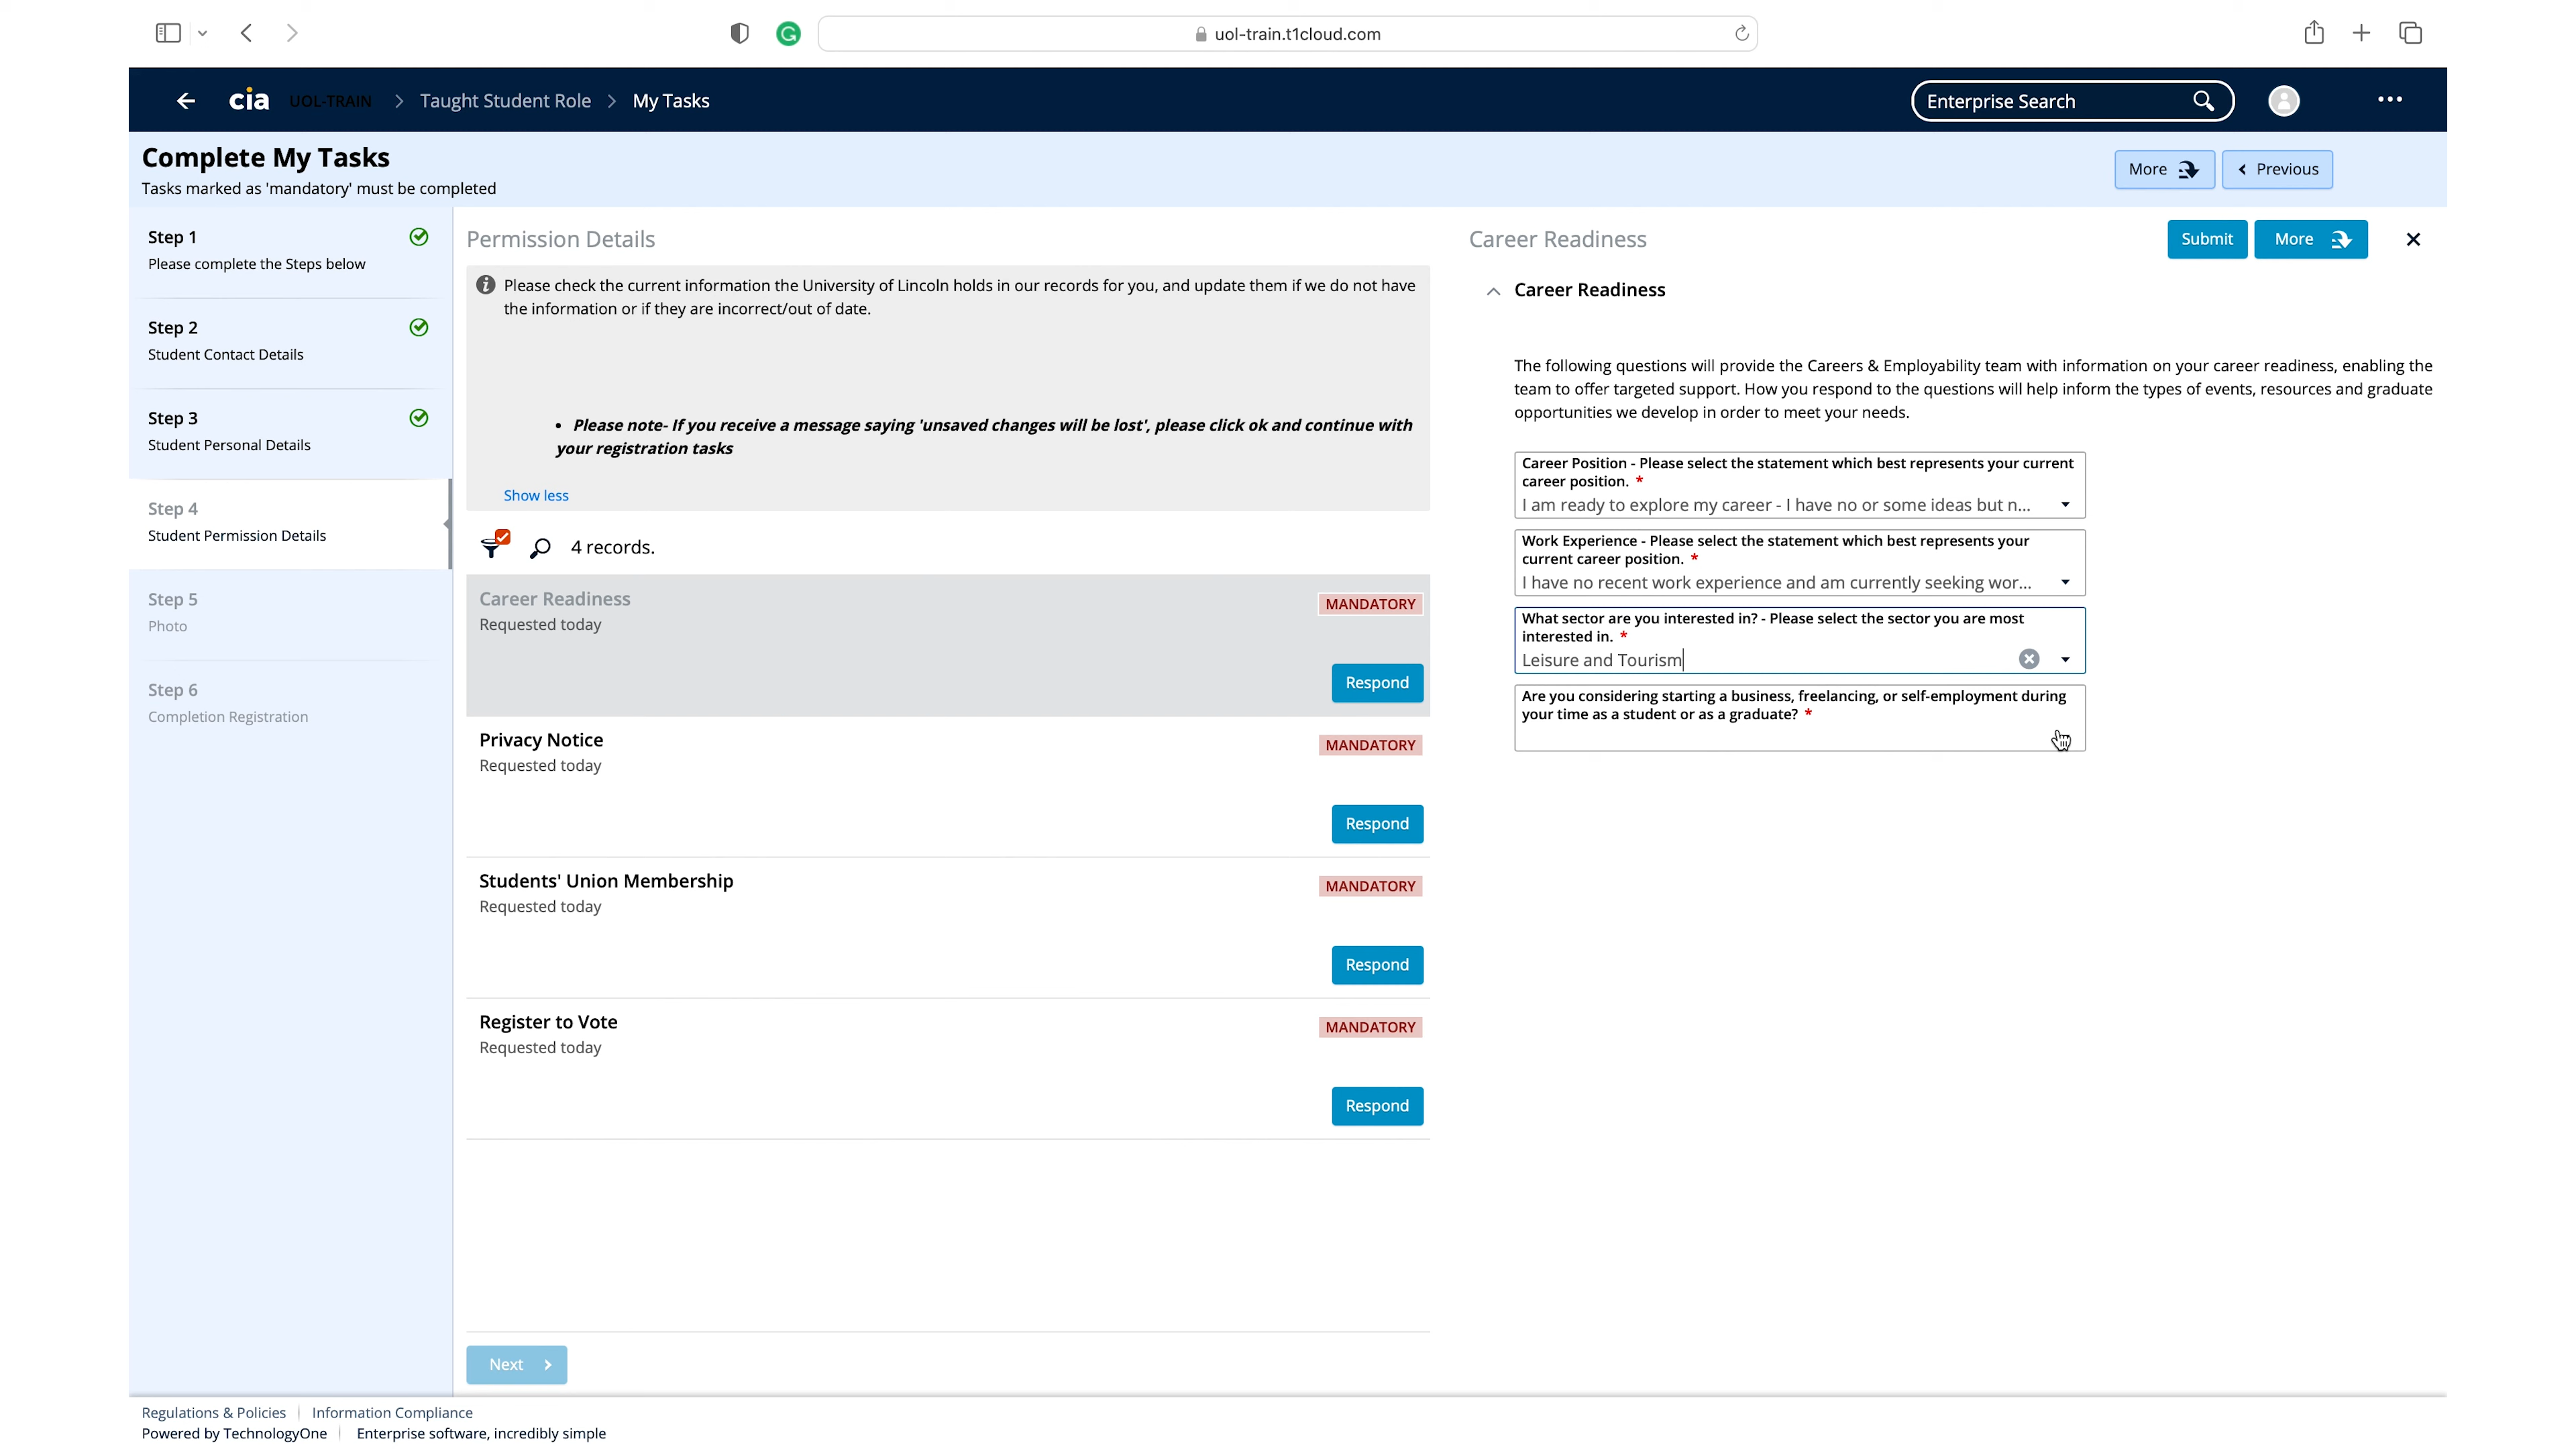 uol-train.t1cloud.com
cia UOL-TRAIN > Taught Student Role > My Tasks
Enterprise Search
Complete My Tasks
Tasks marked as 'mandatory' must be completed
More
Previous
Step 1
Please complete the Steps below
Step 2
Student Contact Details
Step 3
Student Personal Details
Step 4
Student Permission Details
Step 5
Photo
Step 6
Completion Registration
Permission Details
Please check the current information the University of Lincoln holds in our records for you, and update them if we do not have
the information or if they are incorrect/out of date.
• Please note- If you receive a message saying 'unsaved changes will be lost', please click ok and continue with
your registration tasks
Show less
4 records.
Career Readiness
MANDATORY
Requested today
Respond
Privacy Notice
MANDATORY
Requested today
Respond
Students' Union Membership
MANDATORY
Requested today
Respond
Register to Vote
MANDATORY
Requested today
Respond
Next
Career Readiness
Submit
More
Career Readiness
The following questions will provide the Careers & Employability team with information on your career readiness, enabling the
team to offer targeted support. How you respond to the questions will help inform the types of events, resources and graduate
opportunities we develop in order to meet your needs.
Career Position - Please select the statement which best represents your current
career position. *
I am ready to explore my career - I have no or some ideas but n...
Work Experience - Please select the statement which best represents your
current career position. *
I have no recent work experience and am currently seeking wor...
What sector are you interested in? - Please select the sector you are most
interested in. *
Leisure and Tourism
Are you considering starting a business, freelancing, or self-employment during
your time as a student or as a graduate? *
Regulations & Policies | Information Compliance
Powered by TechnologyOne | Enterprise software, incredibly simple